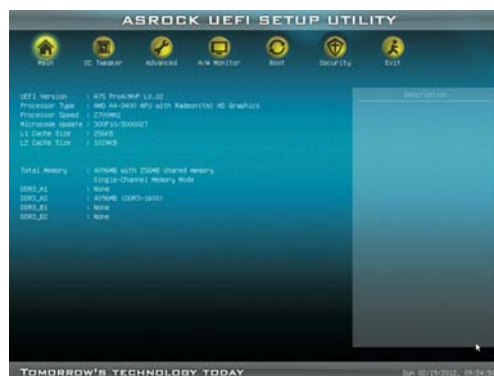 ASROCK UEFI SETUP UTILITY
Main OC Tweaker Advanced H/W Monitor Boot Security Exit
Description
UEFI Version : A75 Pro4/MVP
Processor Type : AMD A4-3400 APU with Radeon(tm) HD Graphics
Processor Speed : 2700MHz
Microcode Update : 300F10/3000027
L1 Cache Size : 256KB
L2 Cache Size : 1024KB
Total Memory : 4096MB with 256MB shared memory
Single-Channel Memory Mode
DDR3_A1 : None
DDR3_A2 : 4096MB (DDR3-1600)
DDR3_B1 : None
DDR3_B2 : None
TOMORROW'S TECHNOLOGY TODAY
Sun 02/19/2012,